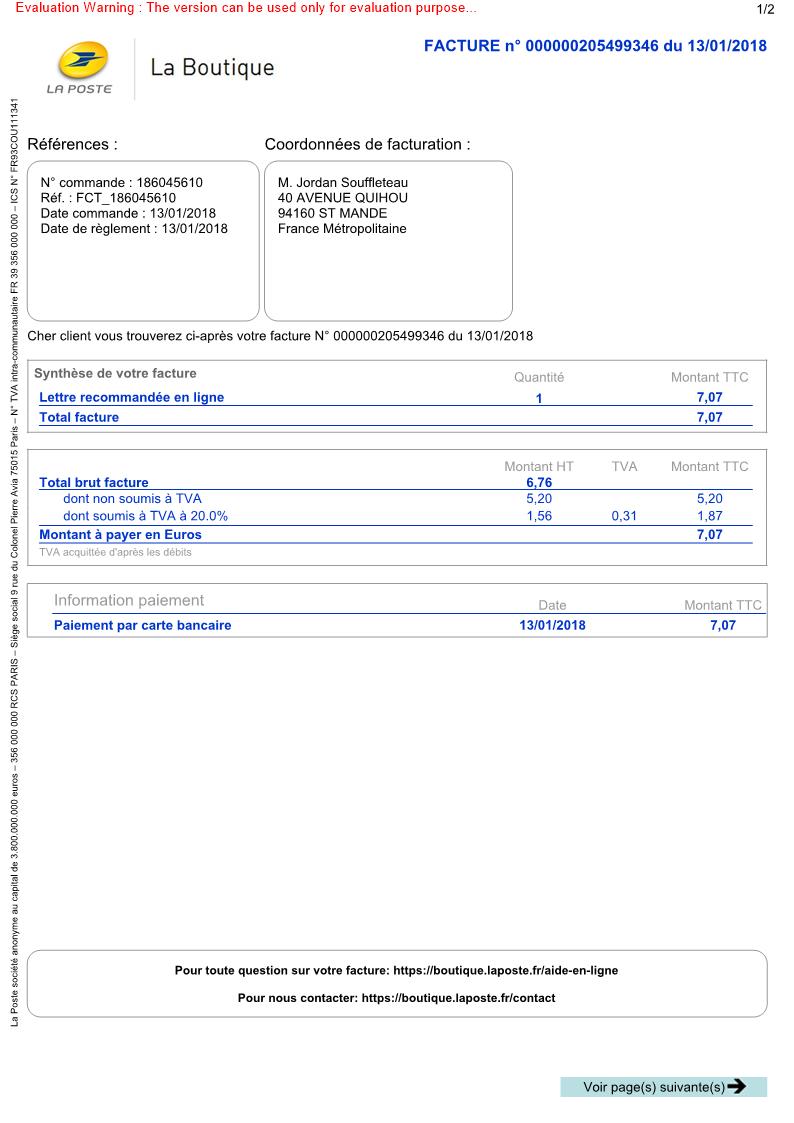 Evaluation Warning : The version can be used only for evaluation purpose...
1/2
FACTURE n° 000000205499346 du 13/01/2018
LA POSTE
La Boutique
Références :
N° commande : 186045610
Réf. : FCT_186045610
Date commande : 13/01/2018
Date de règlement : 13/01/2018
Coordonnées de facturation :
M. Jordan Souffleteau
40 AVENUE QUIHOU
94160 ST MANDE
France Métropolitaine
Cher client vous trouverez ci-après votre facture N° 000000205499346 du 13/01/2018
Synthèse de votre facture Quantité Montant TTC
Lettre recommandée en ligne 1 7,07
Total facture 7,07
Montant HT TVA Montant TTC
Total brut facture 6,76
dont non soumis à TVA 5,20 5,20
dont soumis à TVA à 20.0% 1,56 0,31 1,87
Montant à payer en Euros 7,07
TVA acquittée d'après les débits
Information paiement Date Montant TTC
Paiement par carte bancaire 13/01/2018 7,07
Pour toute question sur votre facture: https://boutique.laposte.fr/aide-en-ligne
Pour nous contacter: https://boutique.laposte.fr/contact
Voir page(s) suivante(s)
La Poste société anonyme au capital de 3.800.000.000 euros – 356 000 000 RCS PARIS – Siège social 9 rue du Colonel Pierre Avia 75015 Paris – N° TVA intra-communautaire FR 39 356 000 000 – ICS N° FR93COU111341